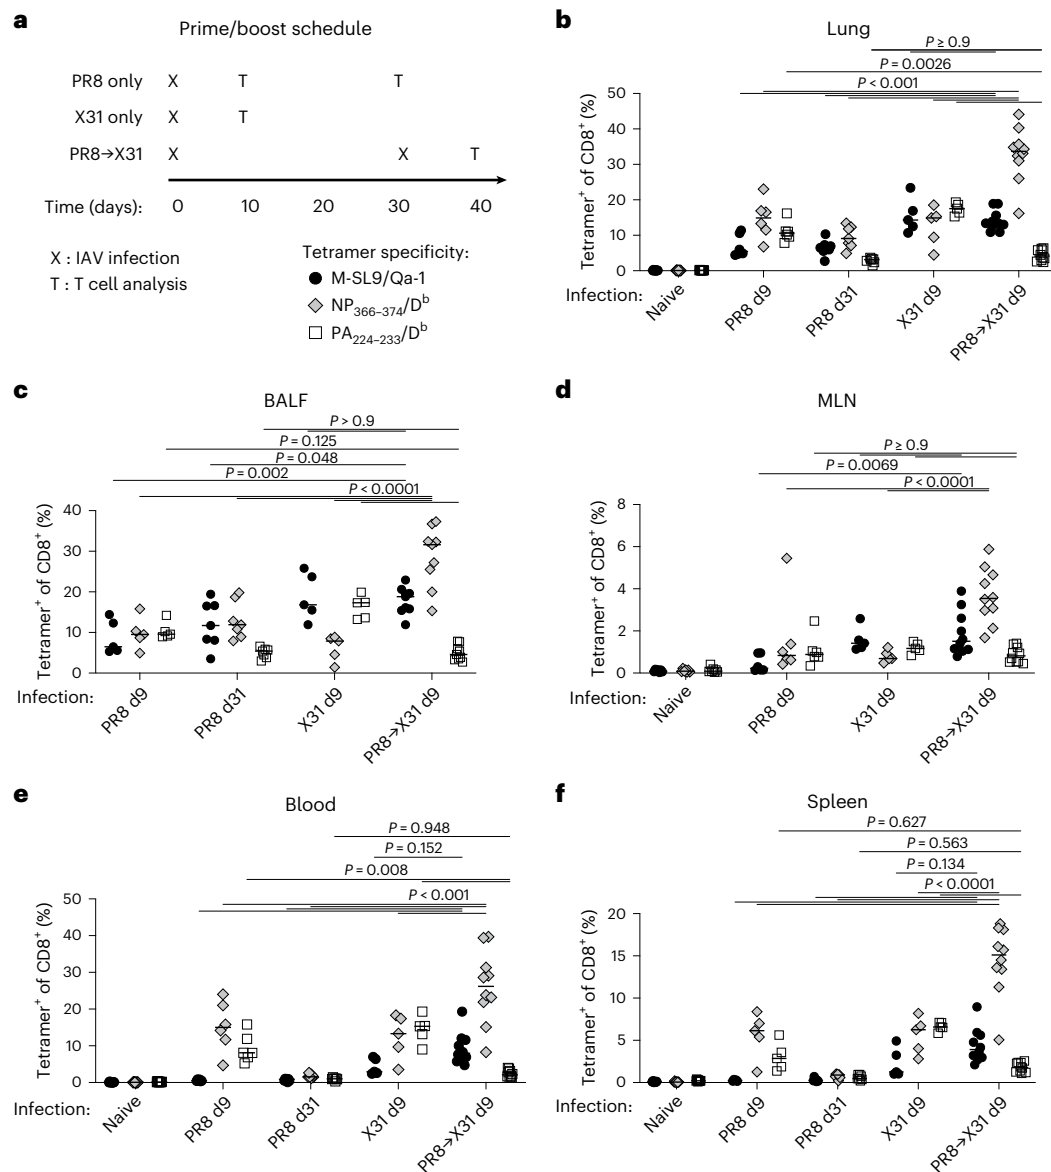 a
Prime/boost schedule
PR8 only X T T
X31 only X T
PR8→X31 X X T
Time (days): 0 10 20 30 40
X : IAV infection
T : T cell analysis
Tetramer specificity:
M-SL9/Qa-1
NP366–374/Db
PA224–233/Db
b
Lung
P ≥ 0.9
P = 0.0026
P < 0.001
Tetramer+ of CD8+ (%)
50
40
30
20
10
0
Infection:
Naive
PR8 d9
PR8 d31
X31 d9
PR8→X31 d9
c
BALF
P > 0.9
P = 0.125
P = 0.048
P = 0.002
P < 0.0001
Tetramer+ of CD8+ (%)
40
30
20
10
0
Infection:
PR8 d9
PR8 d31
X31 d9
PR8→X31 d9
d
MLN
P ≥ 0.9
P = 0.0069
P < 0.0001
Tetramer+ of CD8+ (%)
8
6
4
2
0
Infection:
Naive
PR8 d9
X31 d9
PR8→X31 d9
e
Blood
P = 0.948
P = 0.152
P = 0.008
P < 0.001
Tetramer+ of CD8+ (%)
50
40
30
20
10
0
Infection:
Naive
PR8 d9
PR8 d31
X31 d9
PR8→X31 d9
f
Spleen
P = 0.627
P = 0.563
P = 0.134
P < 0.0001
Tetramer+ of CD8+ (%)
20
15
10
5
0
Infection:
Naive
PR8 d9
PR8 d31
X31 d9
PR8→X31 d9